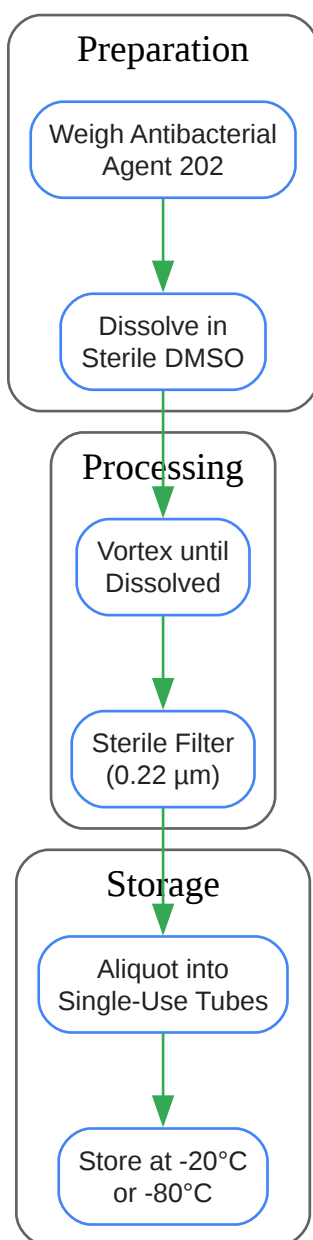 Preparation
Weigh Antibacterial
Agent 202
Dissolve in
Sterile DMSO
Processing
Vortex until
Dissolved
Sterile Filter
(0.22 µm)
Storage
Aliquot into
Single-Use Tubes
Store at -20°C
or -80°C